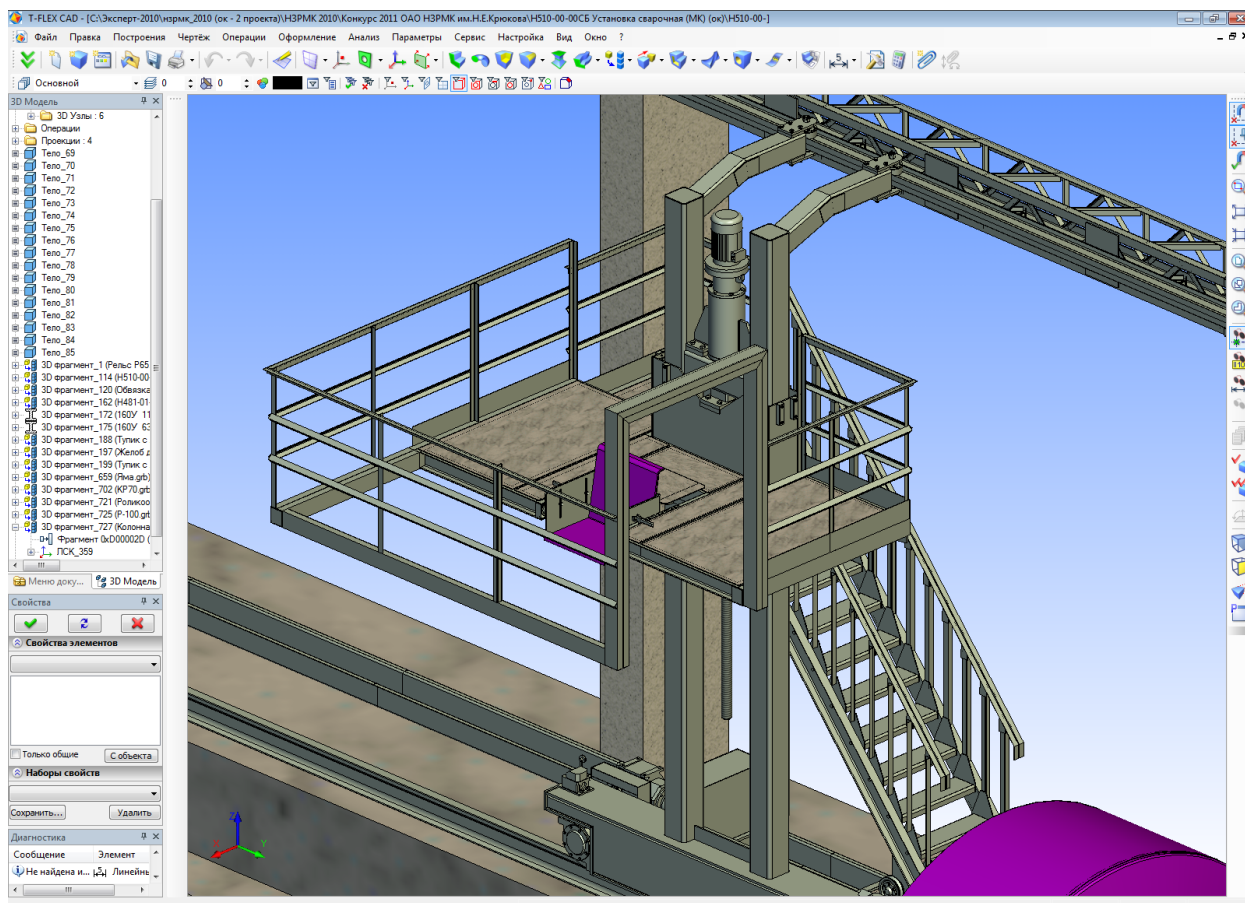 T-FLEX CAD - [C:\Эксперт-2010\нзрмк_2010 (ок - 2 проекта)\НЗРМК 2010\Конкурс 2011 ОАО НЗРМК им.Н.Е.Крюкова\Н510-00-00СБ Установка сварочная (МК) (ок)\Н510-00-]
Файл Правка Построения Чертёж Операции Оформление Анализ Параметры Сервис Настройка Вид Окно ?
Основной 0 0
3D Модель
3D Узлы : 6
Операции
Проекции : 4
Тело_69
Тело_70
Тело_71
Тело_72
Тело_73
Тело_74
Тело_75
Тело_76
Тело_77
Тело_78
Тело_79
Тело_80
Тело_81
Тело_82
Тело_83
Тело_84
Тело_85
3D фрагмент_1 (Рельс Р65
3D фрагмент_114 (Н510-00
3D фрагмент_120 (Обвязка
3D фрагмент_162 (Н481-01
3D фрагмент_172 (160У 11
3D фрагмент_175 (160У 63
3D фрагмент_188 (Тупик с
3D фрагмент_197 (Желоб д
3D фрагмент_199 (Тупик с
3D фрагмент_659 (Яма.grb)
3D фрагмент_702 (КР70.grb
3D фрагмент_721 (Роликоо
3D фрагмент_725 (Р-100.grb
3D фрагмент_727 (Колонна
Фрагмент 0xD00002D (
ЛСК_359
Меню доку... 3D Модель
Свойства
Свойства элементов
Только общие С объекта
Наборы свойств
Сохранить... Удалить
Диагностика
Сообщение Элемент
Не найдена и... Линейнь
Z
Y